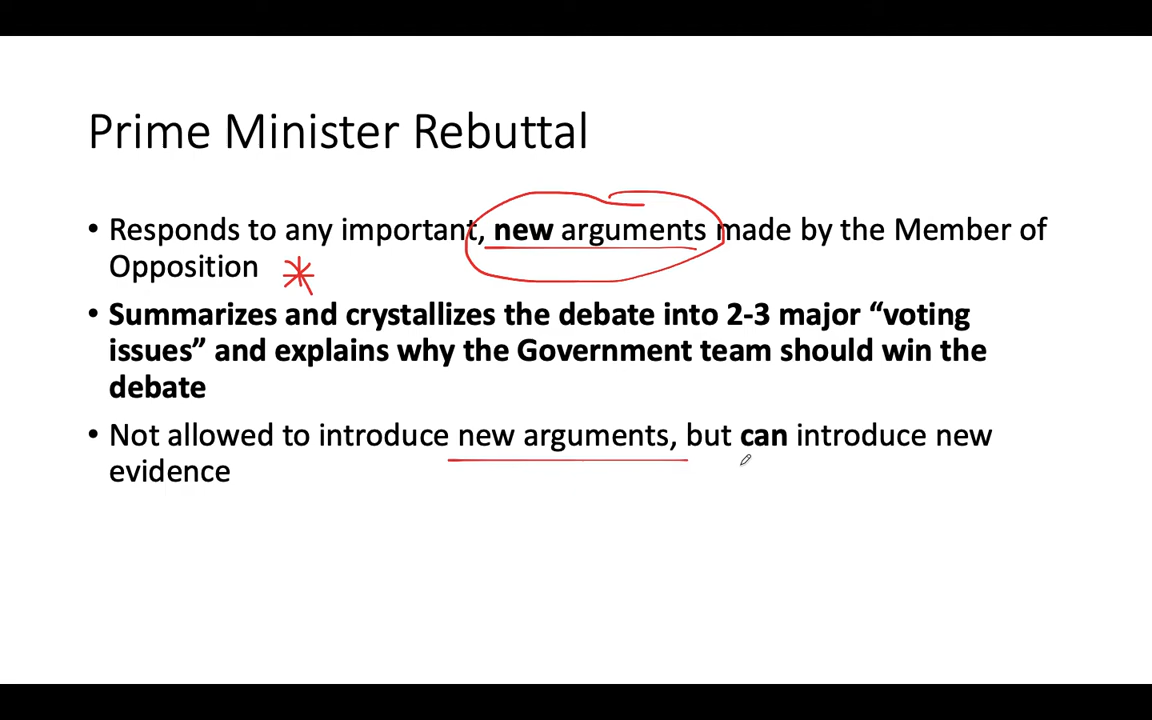 Prime Minister Rebuttal
• Responds to any important, new arguments made by the Member of
Opposition *
• Summarizes and crystallizes the debate into 2-3 major “voting
issues” and explains why the Government team should win the
debate
• Not allowed to introduce new arguments, but can introduce new
evidence